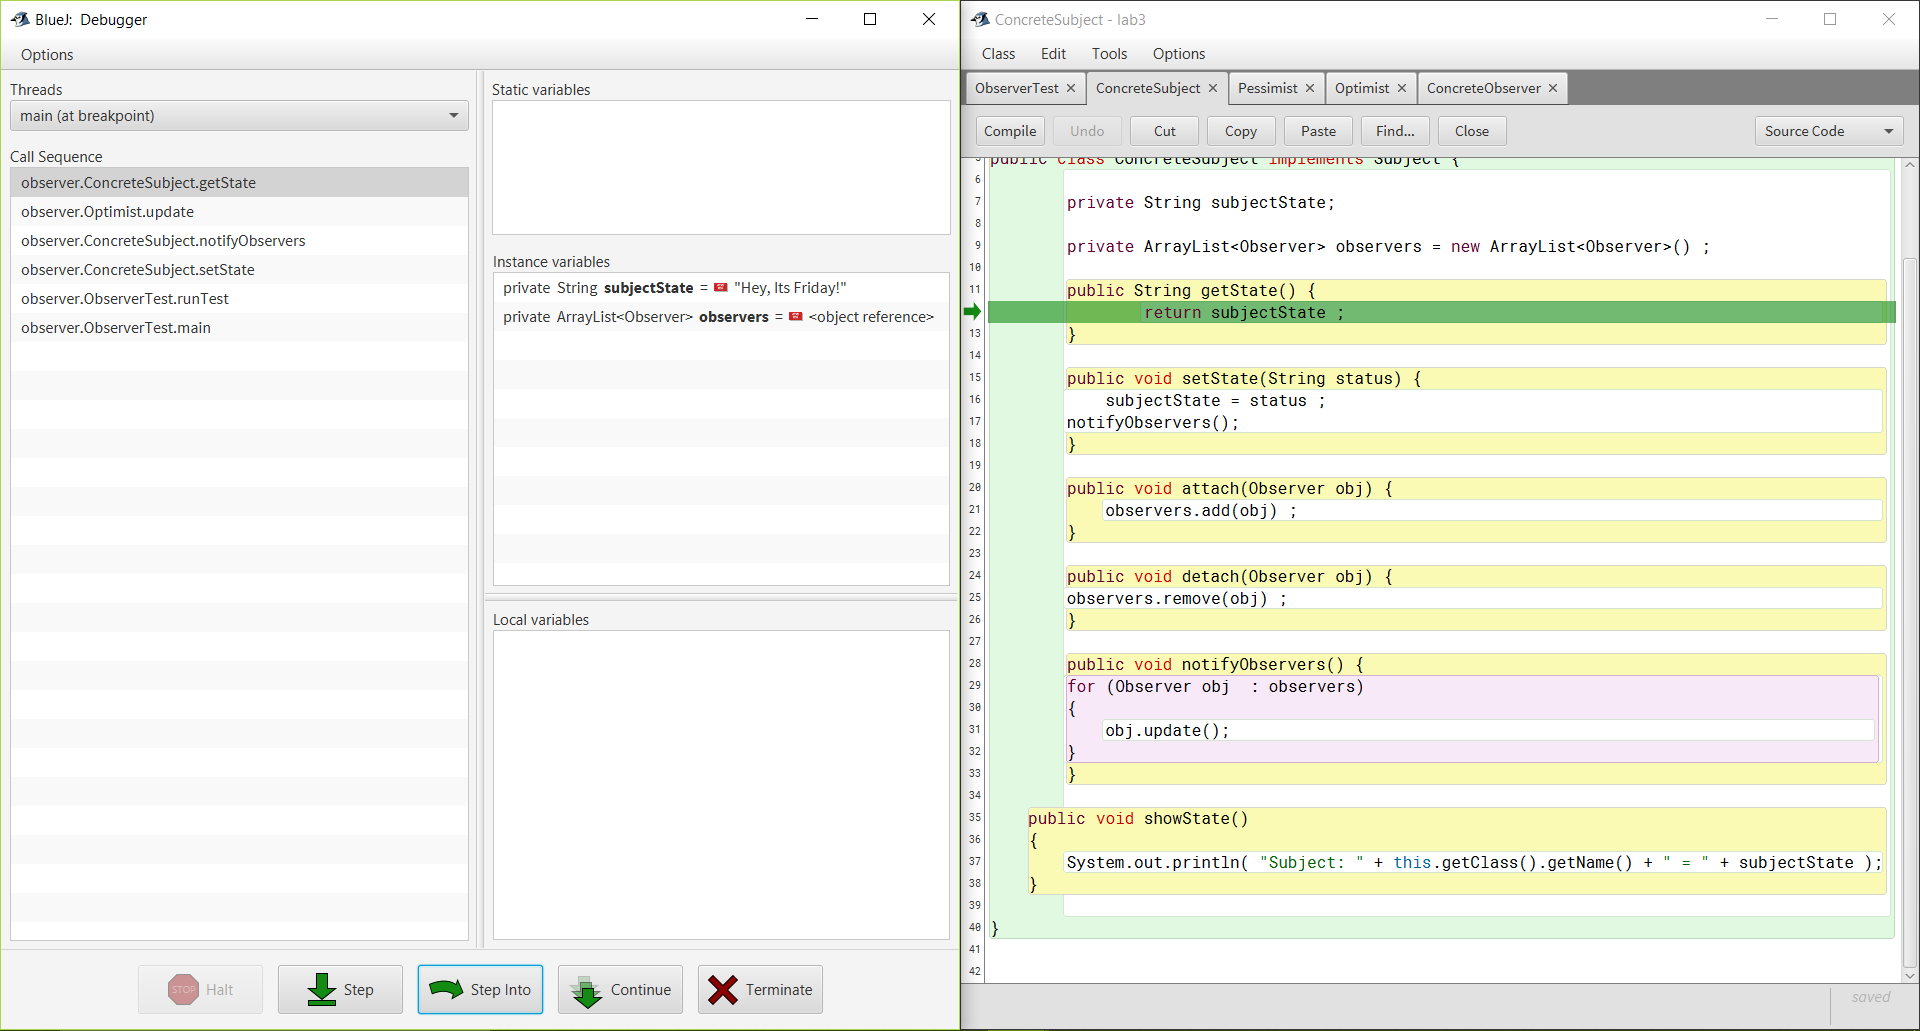 BlueJ: Debugger
Options
Threads
main (at breakpoint)
Call Sequence
observer.ConcreteSubject.getState
observer.Optimist.update
observer.ConcreteSubject.notifyObservers
observer.ConcreteSubject.setState
observer.ObserverTest.runTest
observer.ObserverTest.main
Static variables
Instance variables
private String subjectState = "Hey, Its Friday!"
private ArrayList<Observer> observers = <object reference>
Local variables
STOP Halt
Step
Step Into
Continue
Terminate
ConcreteSubject - lab3
Class Edit Tools Options
ObserverTest ConcreteSubject Pessimist Optimist ConcreteObserver
Compile Undo Cut Copy Paste Find... Close Source Code
5 public class ConcreteSubject implements Subject {
6
7 private String subjectState;
8
9 private ArrayList<Observer> observers = new ArrayList<Observer>() ;
10
11 public String getState() {
return subjectState ;
13 }
14
15 public void setState(String status) {
16 subjectState = status ;
17 notifyObservers();
18 }
19
20 public void attach(Observer obj) {
21 observers.add(obj) ;
22 }
23
24 public void detach(Observer obj) {
25 observers.remove(obj) ;
26 }
27
28 public void notifyObservers() {
29 for (Observer obj : observers)
30 {
31 obj.update();
32 }
33 }
34
35 public void showState()
36 {
37 System.out.println( "Subject: " + this.getClass().getName() + " = " + subjectState );
38 }
39
40 }
41
42
saved